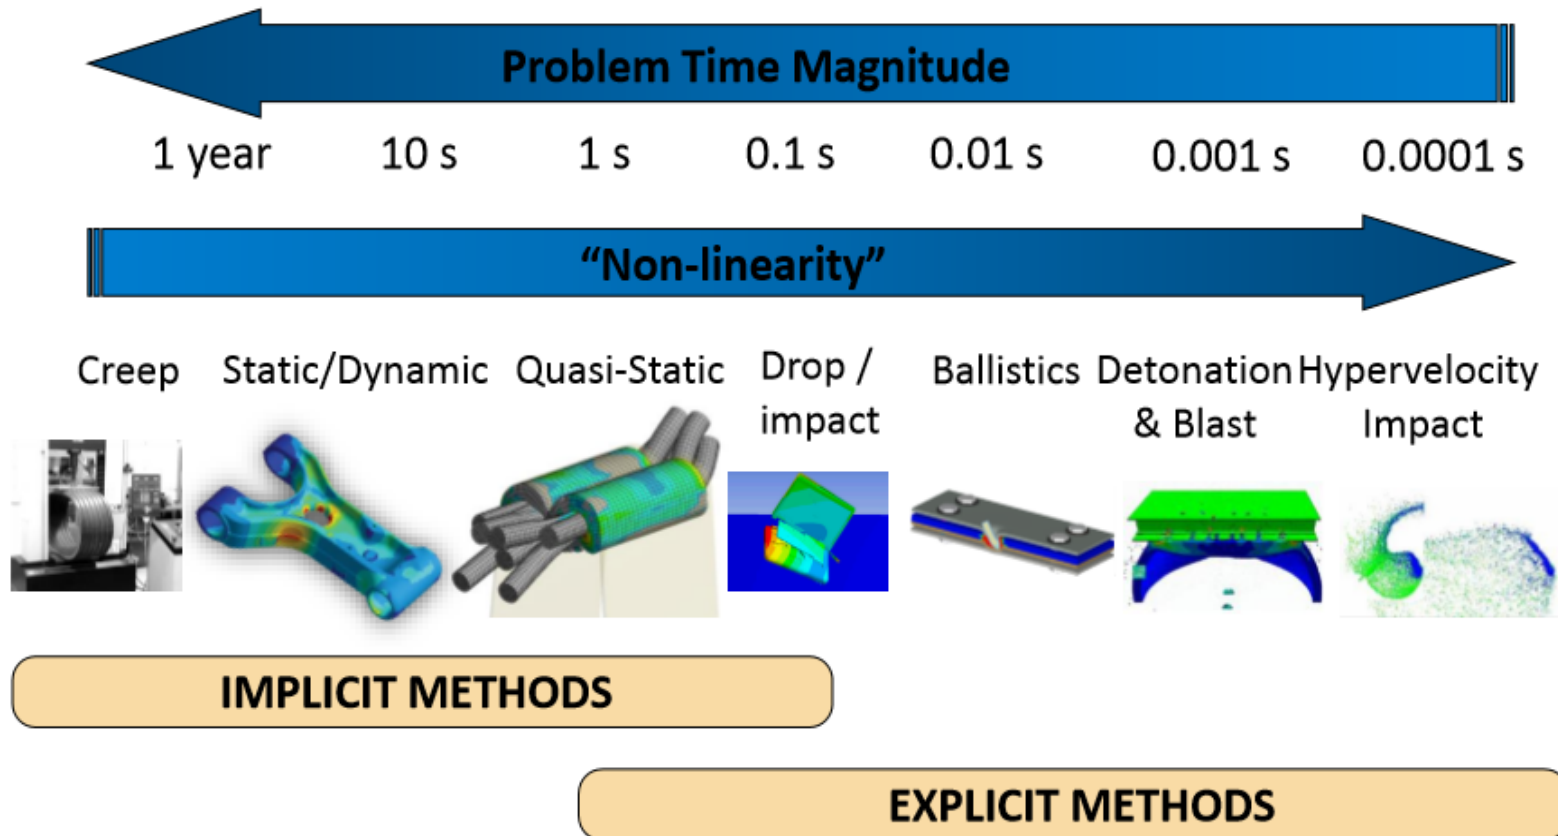 Problem Time Magnitude
1 year 10 s 1 s 0.1 s 0.01 s 0.001 s 0.0001 s
“Non-linearity”
Creep Static/Dynamic Quasi-Static Drop / Ballistics Detonation Hypervelocity
impact & Blast Impact
IMPLICIT METHODS
EXPLICIT METHODS